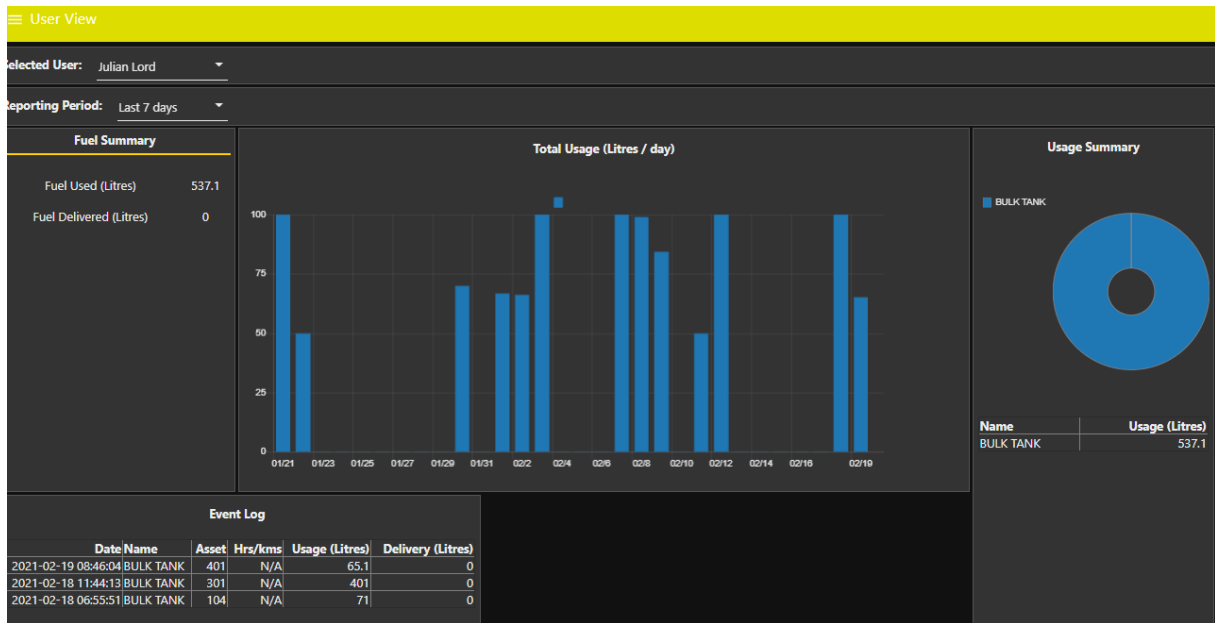 User View
Selected User: Julian Lord
Reporting Period: Last 7 days
Fuel Summary
Fuel Used (Litres) 537.1
Fuel Delivered (Litres) 0
Total Usage (Litres / day)
100
75
50
25
0
01/21 01/23 01/25 01/27 01/29 01/31 02/2 02/4 02/6 02/8 02/10 02/12 02/14 02/16 02/19
Usage Summary
BULK TANK
Name Usage (Litres)
BULK TANK 537.1
Event Log
Date Name Asset Hrs/kms Usage (Litres) Delivery (Litres)
2021-02-19 08:46:04 BULK TANK 401 N/A 65.1 0
2021-02-18 11:44:13 BULK TANK 301 N/A 401 0
2021-02-18 06:55:51 BULK TANK 104 N/A 71 0